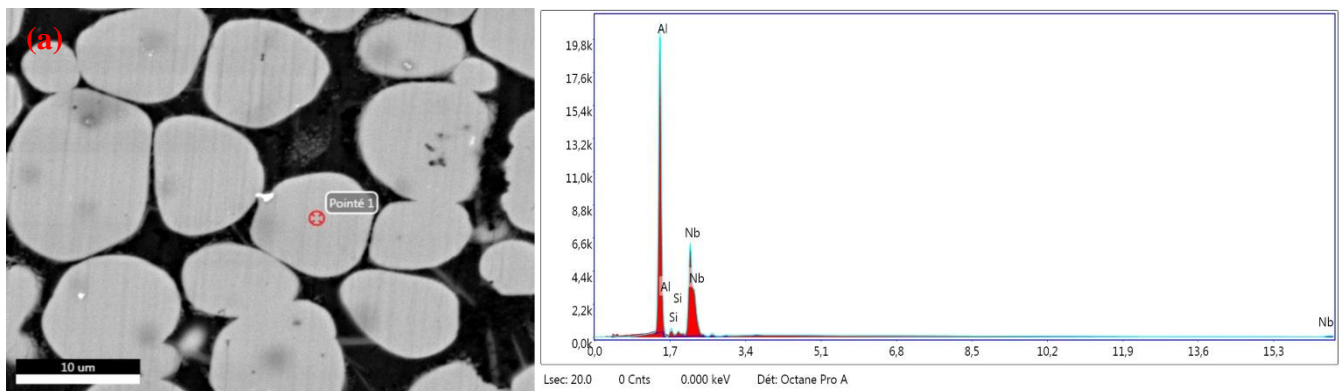 (a)
Pointé 1
10 um
Al
19,8k
17,6k
15,4k
13,2k
11,0k
8,8k
6,6k
4,4k
2,2k
0,0k
Nb
Nb
Al
Si
Si
Nb
0,0
1,7
3,4
5,1
6,8
8,5
10,2
11,9
13,6
15,3
Lsec: 20.0 0 Cnts 0.000 keV Dét: Octane Pro A